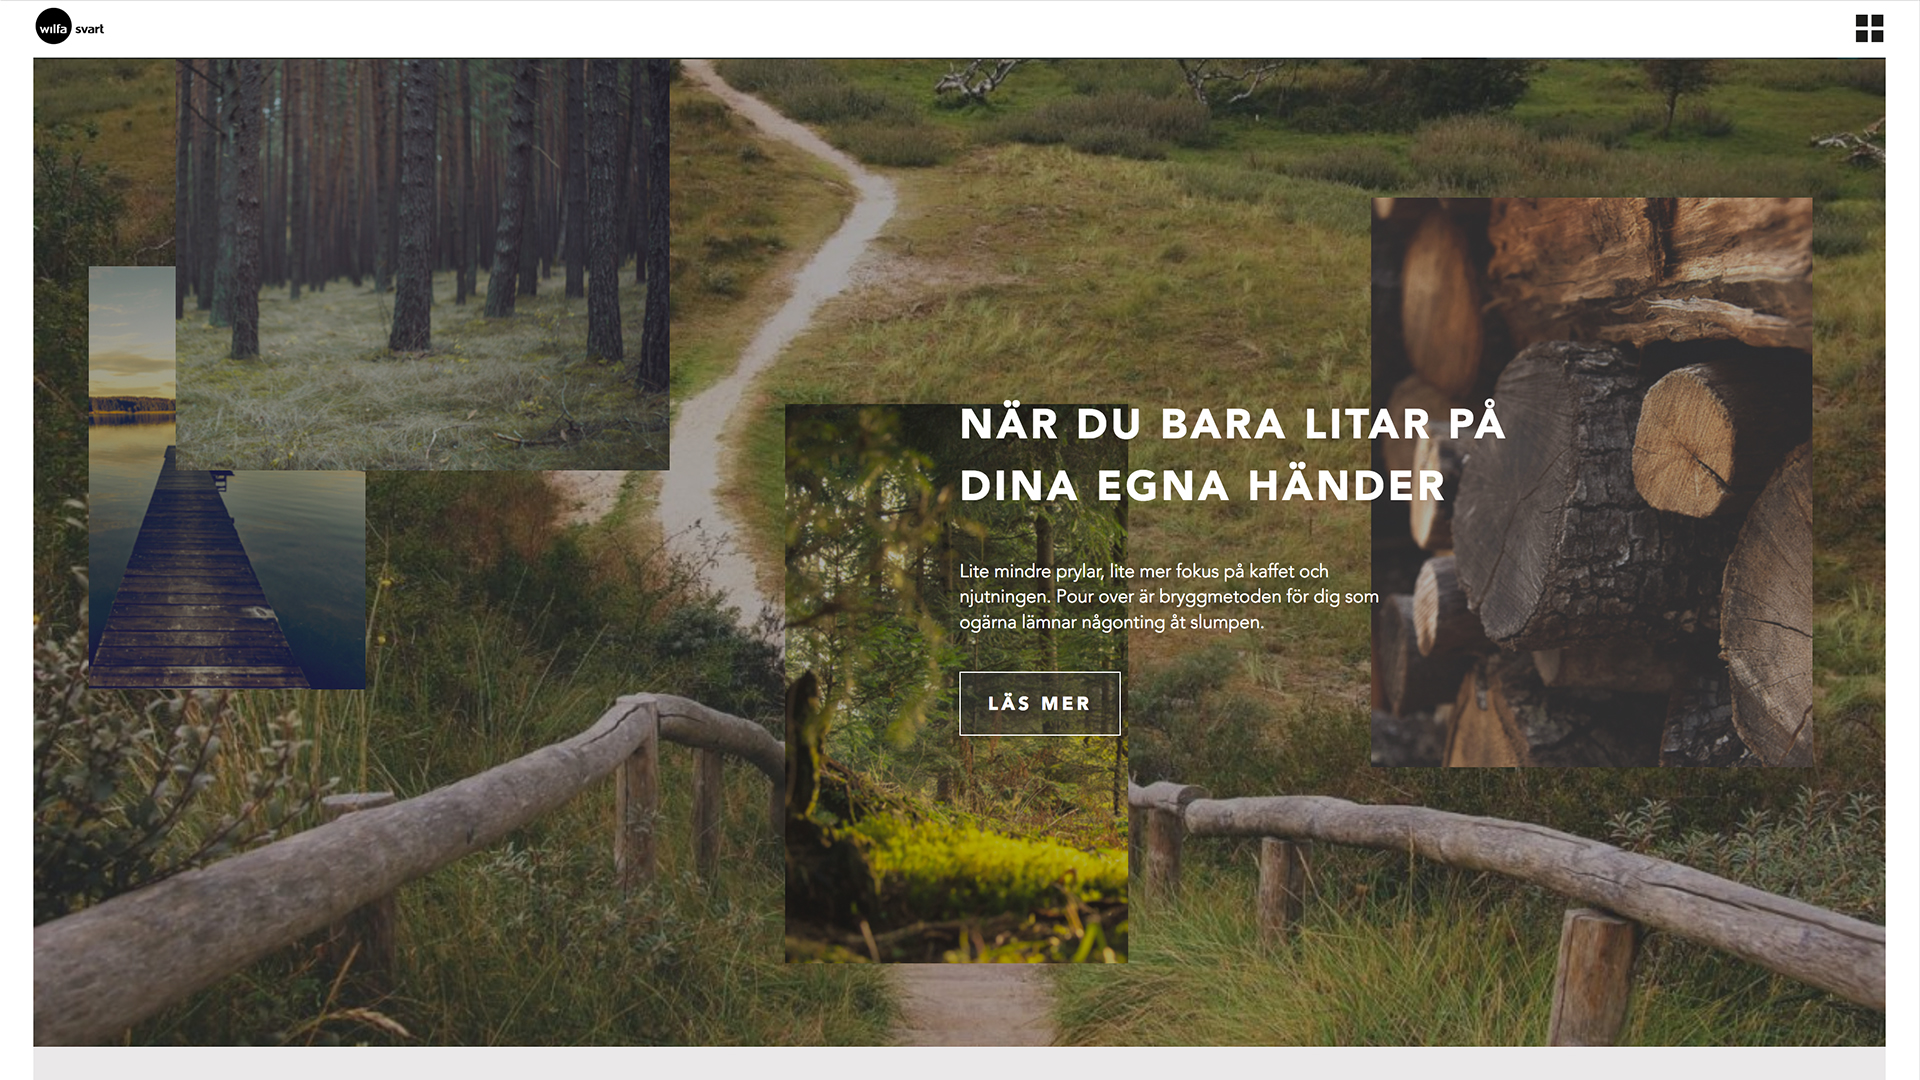 wilfa svart
NÄR DU BARA LITAR PÅ
DINA EGNA HÄNDER
Lite mindre prylar, lite mer fokus på kaffet och
njutningen. Pour over är bryggmetoden för dig som
ogärna lämnar någonting åt slumpen.
LÄS MER